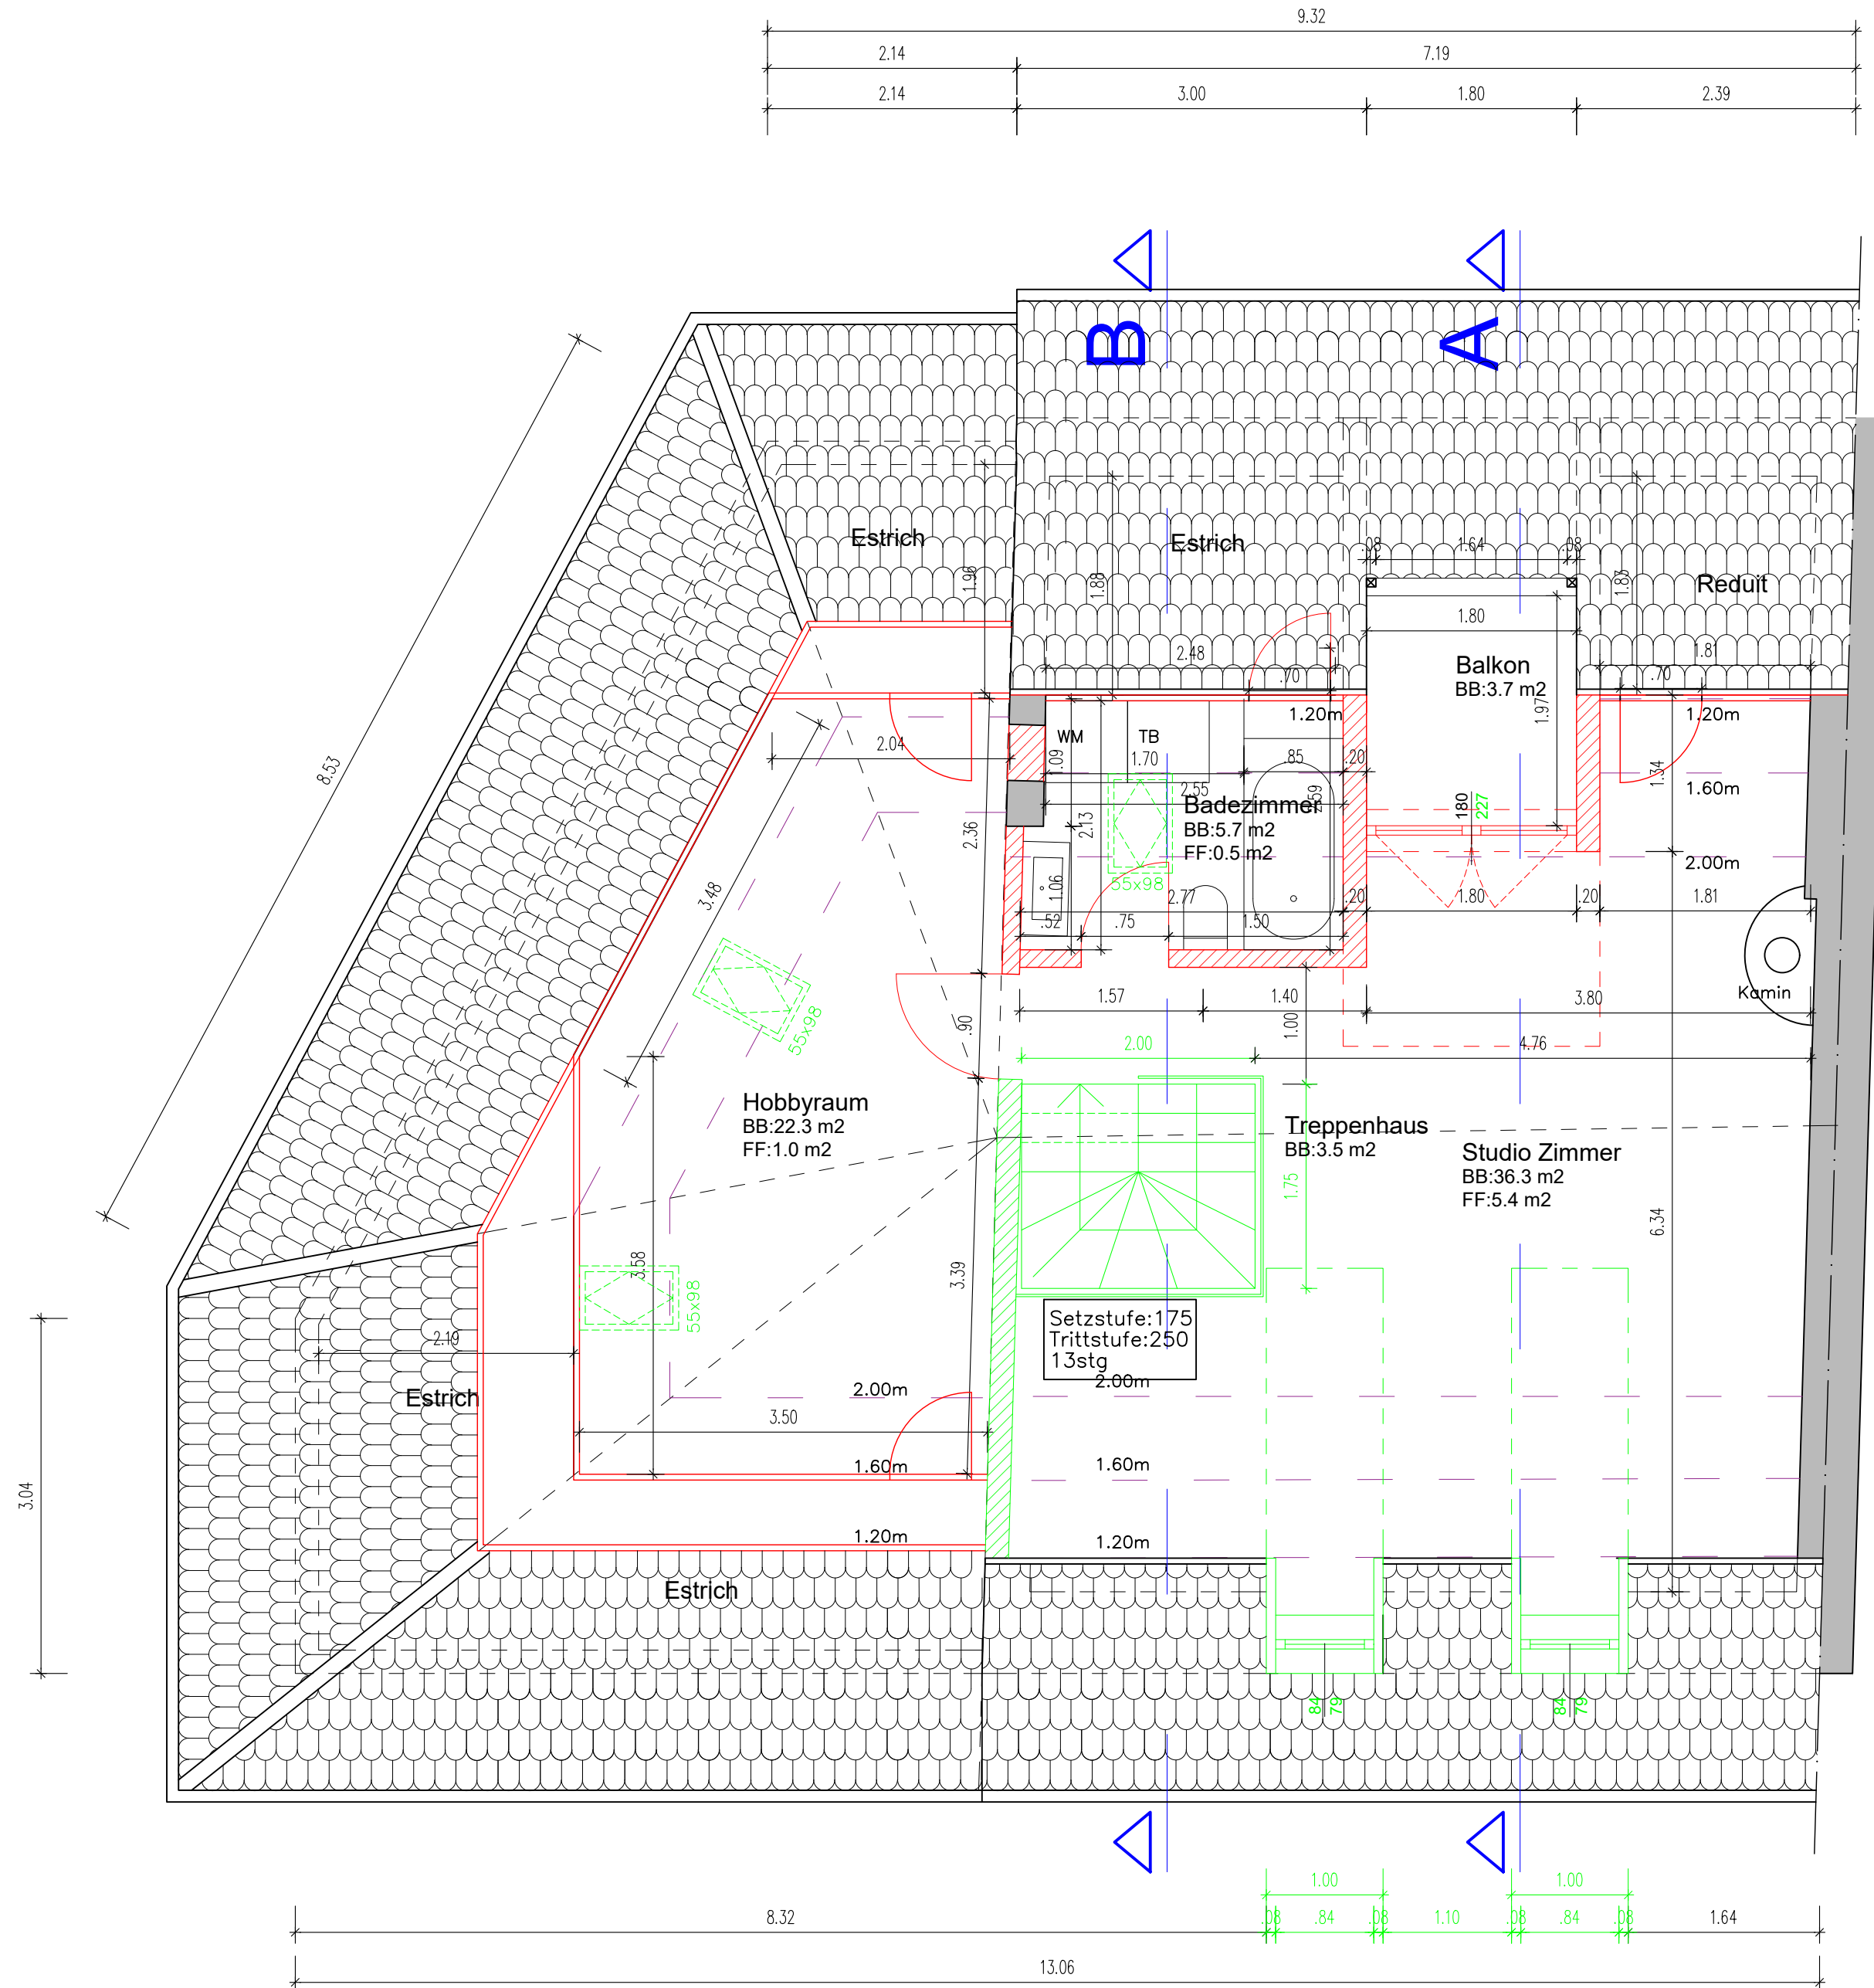 9.32
2.14
7.19
2.14
3.00
1.80
2.39
B
A
8.53
Estrich
1.96
Estrich
1.88
.08
1.64
.08
1.83
Reduit
1.80
2.48
.70
Balkon
BB:3.7 m2
1.97
1.81
.70
1.20m
1.20m
2.04
WM
TB
1.09
1.70
.85
.20
2.55
2.59
Badezimmer
BB:5.7 m2
FF:0.5 m2
2.13
55x98
1.06
2.77
.52
.75
1.50
.20
180
227
1.34
1.60m
2.00m
1.80
.20
1.81
2.36
3.48
Kamin
1.57
1.40
3.80
.90
1.00
55x98
2.00
4.76
Hobbyraum
BB:22.3 m2
FF:1.0 m2
Treppenhaus
BB:3.5 m2
Studio Zimmer
BB:36.3 m2
FF:5.4 m2
1.75
6.34
3.58
3.39
55x98
Setzstufe:175
Trittstufe:250
13stg
2.19
2.00m
2.00m
Estrich
3.50
1.60m
1.60m
3.04
1.20m
1.20m
Estrich
84
79
84
79
1.00
1.00
8.32
.08
.84
.08
1.10
.08
.84
.08
1.64
13.06